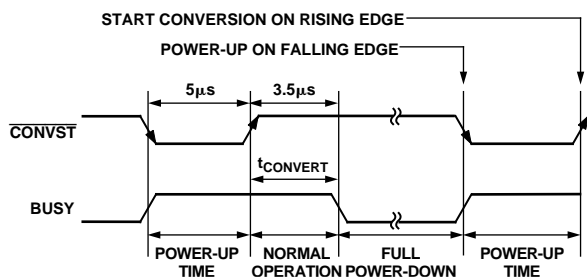 START CONVERSION ON RISING EDGE
POWER-UP ON FALLING EDGE
5µs
3.5µs
CONVST
tCONVERT
BUSY
POWER-UP
TIME
NORMAL
OPERATION
FULL
POWER-DOWN
POWER-UP
TIME